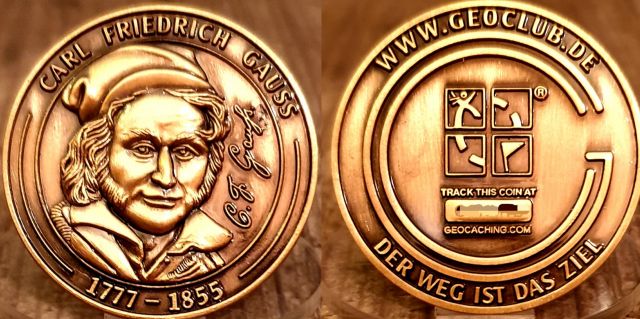 CARL FRIEDRICH GAUSS
C. F. Gauß
1777 – 1855
WWW.GEOCLUB.DE
®
TRACK THIS COIN AT
GEOCACHING.COM
DER WEG IST DAS ZIEL